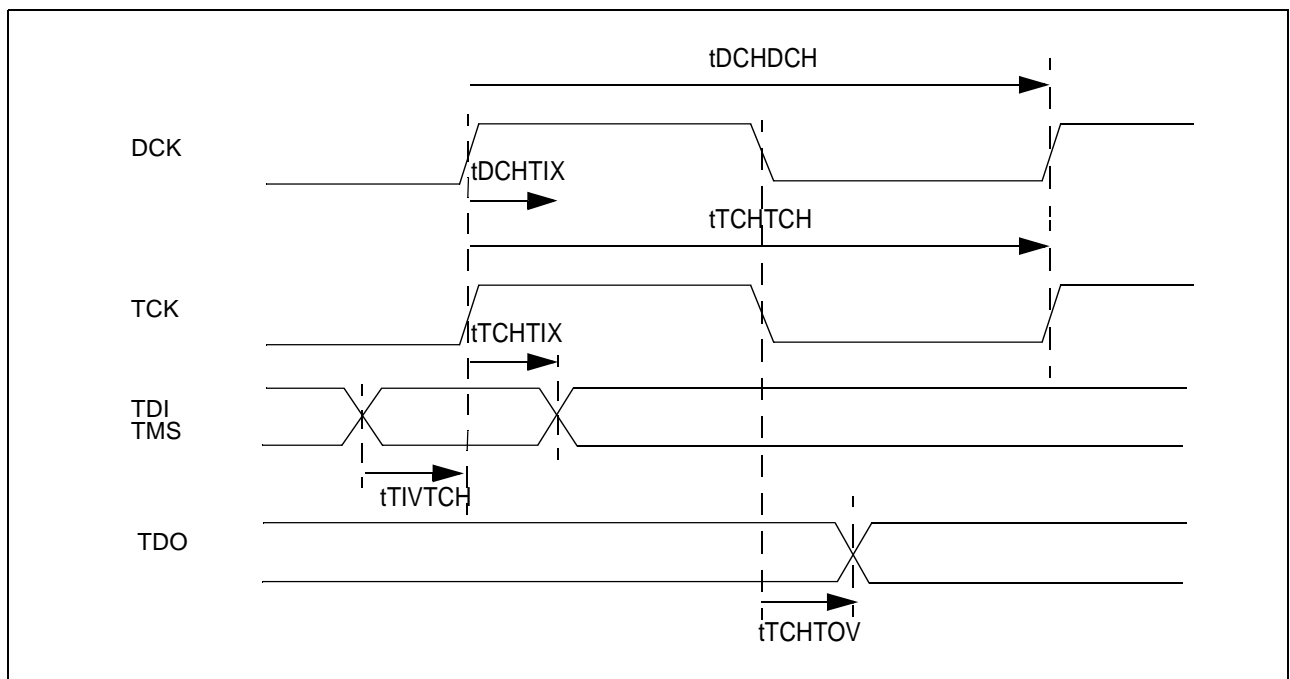 tDCHDCH
DCK
tDCHTIX
tTCHTCH
TCK
tTCHTIX
TDI
TMS
tTIVTCH
TDO
tTCHTOV